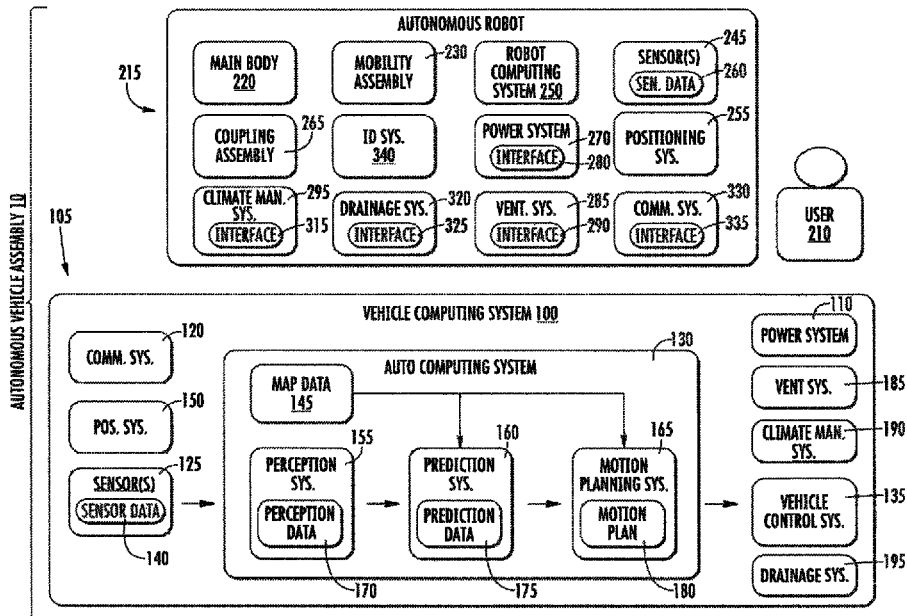 AUTONOMOUS VEHICLE ASSEMBLY 10
AUTONOMOUS ROBOT
215
MAIN BODY
220
230
MOBILITY
ASSEMBLY
ROBOT
COMPUTING
SYSTEM 250
245
SENSOR(S)
SEN. DATA
260
COUPLING
ASSEMBLY
265
ID SYS.
340
POWER SYSTEM
270
INTERFACE
280
255
POSITIONING
SYS.
CLIMATE MAN.
SYS.
295
INTERFACE
315
DRAINAGE SYS.
320
INTERFACE
325
VENT. SYS.
285
INTERFACE
290
COMM. SYS.
330
INTERFACE
335
USER
210
105
VEHICLE COMPUTING SYSTEM 100
120
COMM. SYS.
150
POS. SYS.
125
SENSOR(S)
SENSOR DATA
140
130
AUTO COMPUTING SYSTEM
MAP DATA
145
155
PERCEPTION
SYS.
PERCEPTION
DATA
170
160
PREDICTION
SYS.
PREDICTION
DATA
175
165
MOTION
PLANNING SYS.
MOTION
PLAN
180
110
POWER SYSTEM
VENT SYS.
185
CLIMATE MAN.
SYS.
190
VEHICLE
CONTROL SYS.
135
DRAINAGE SYS.
195